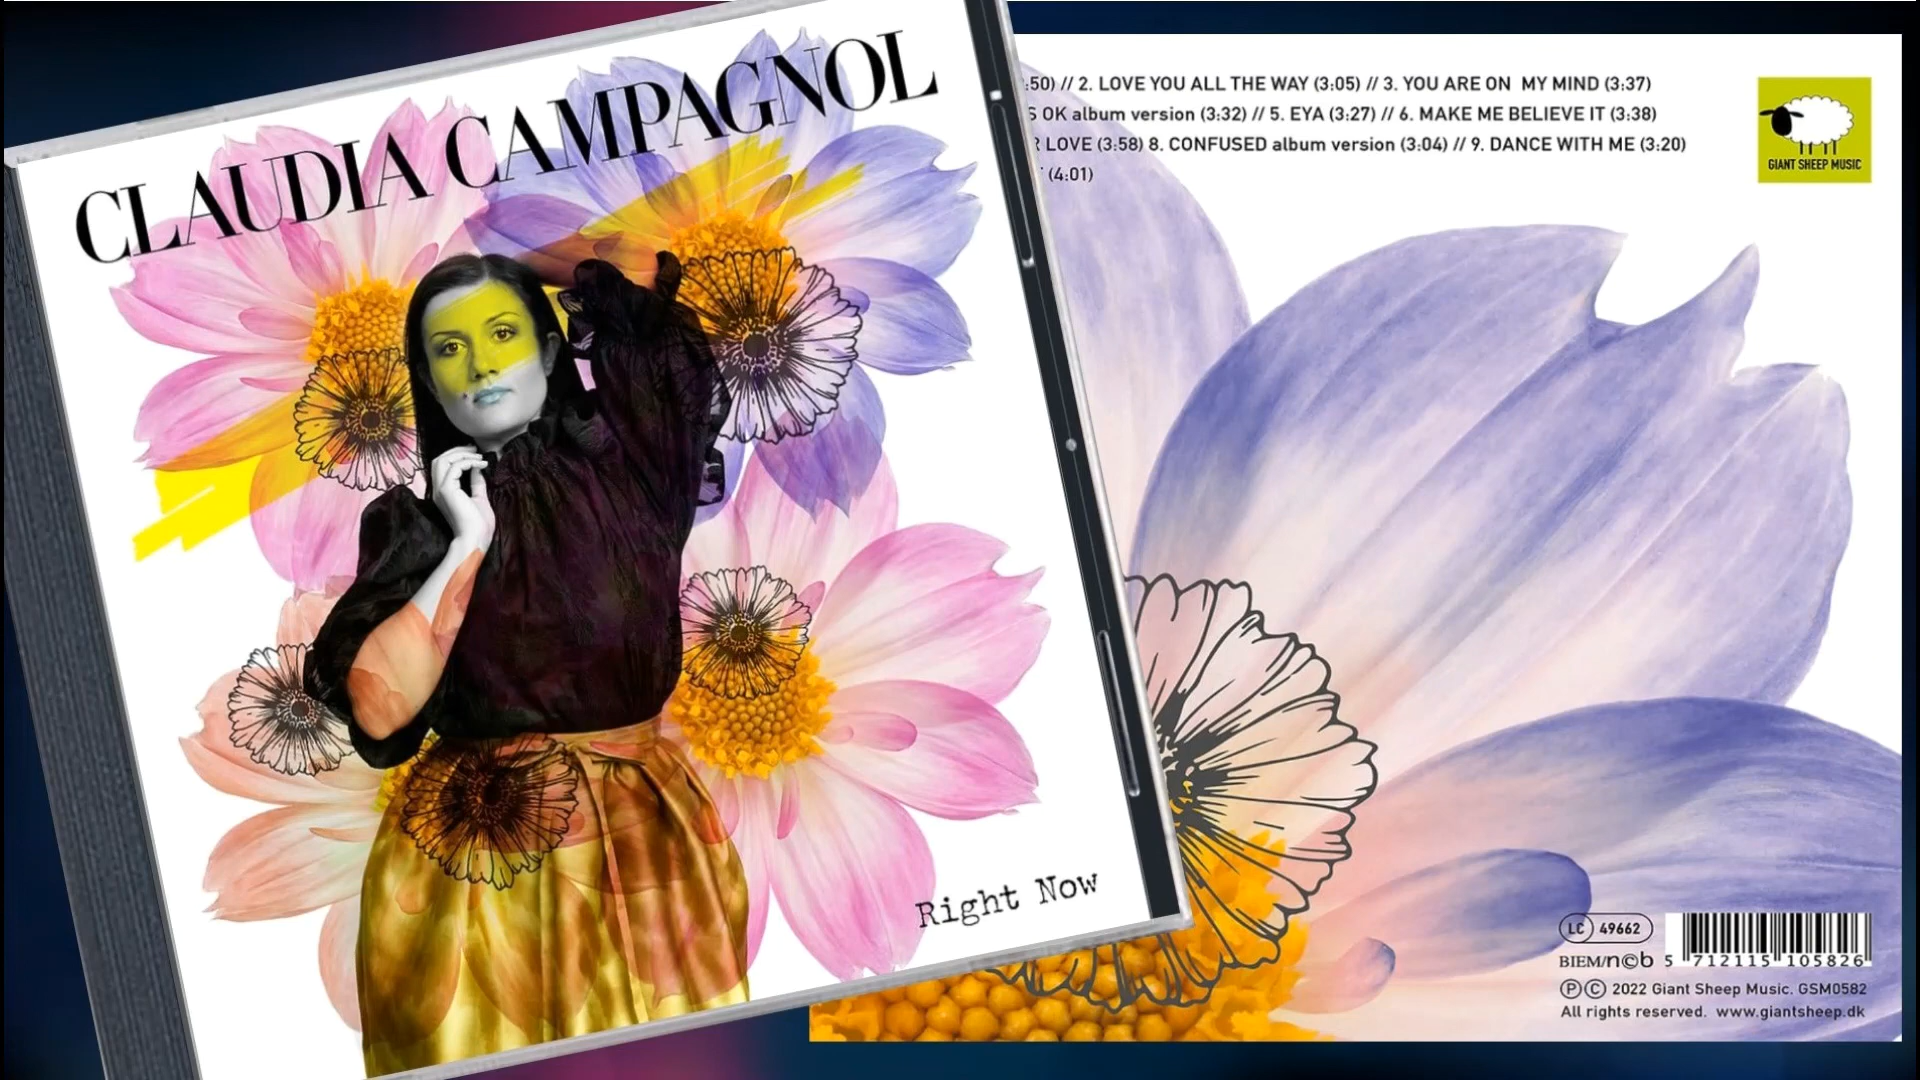 CLAUDIA CAMPAGNOL
Right Now
:50) // 2. LOVE YOU ALL THE WAY (3:05) // 3. YOU ARE ON MY MIND (3:37)
OK album version (3:32) // 5. EYA (3:27) // 6. MAKE ME BELIEVE IT (3:38)
LOVE (3:58) 8. CONFUSED album version (3:04) // 9. DANCE WITH ME (3:20)
(4:01)
GIANT SHEEP MUSIC
LC 49662
BIEM/n©b 5 712115 105826
Ⓟ© 2022 Giant Sheep Music. GSM0582
All rights reserved. www.giantsheep.dk